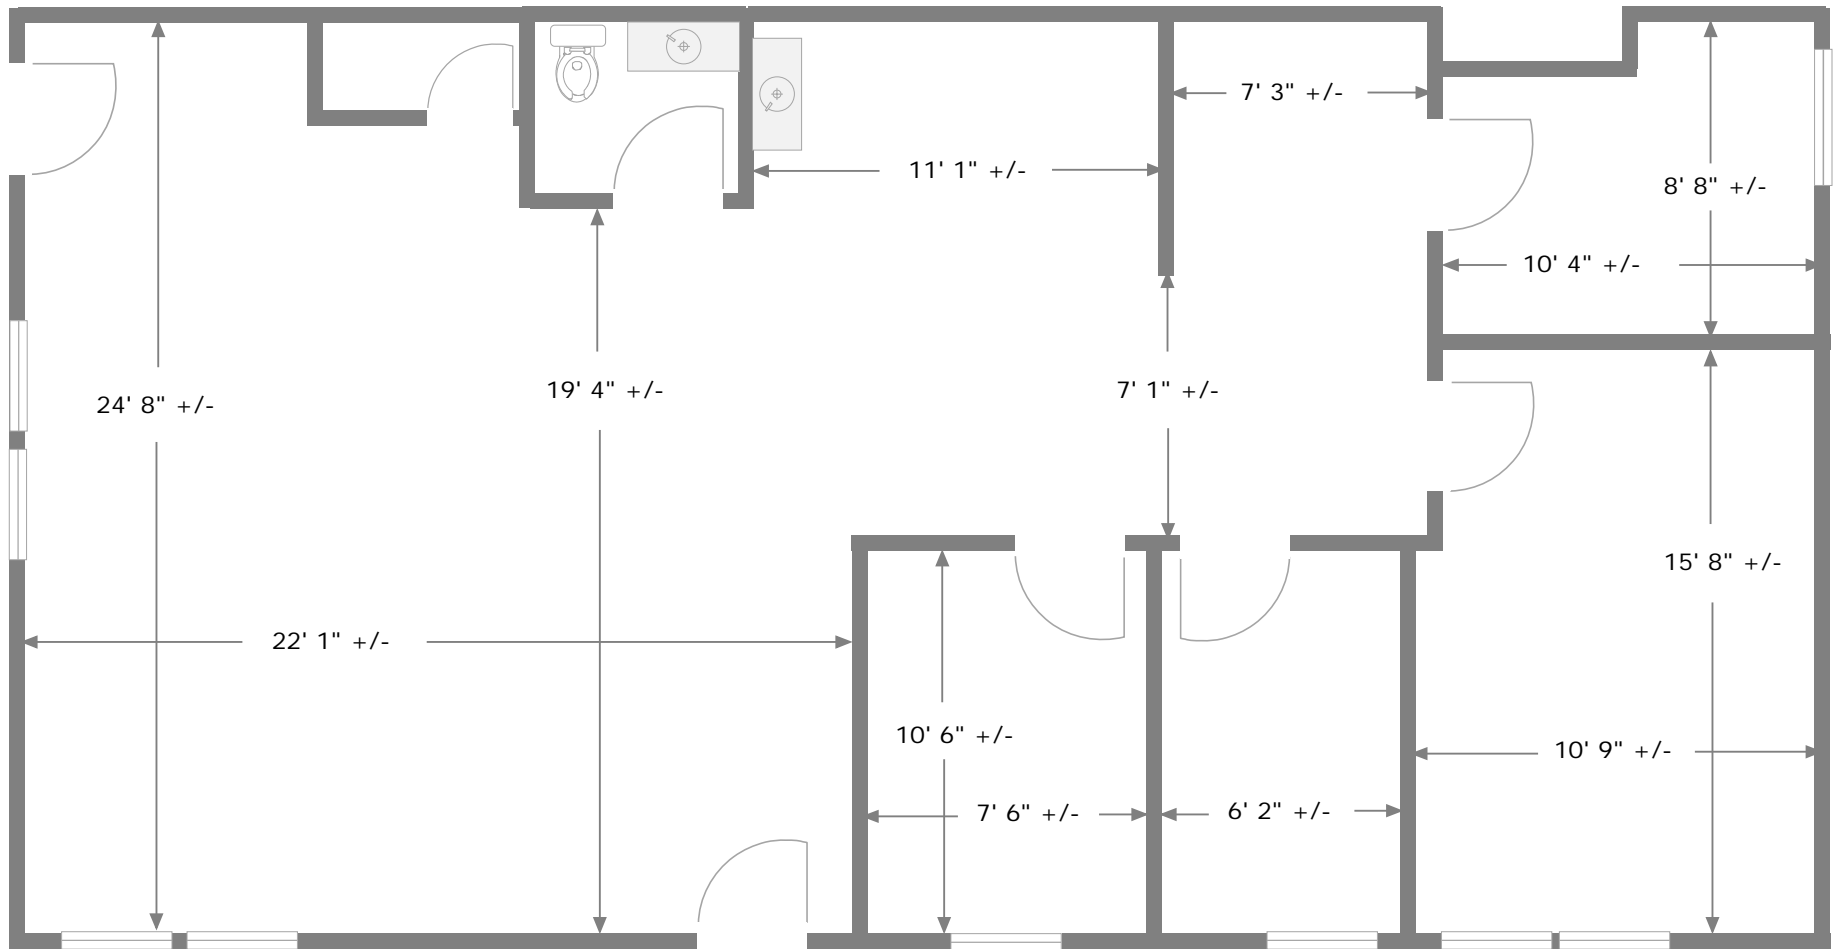 7' 3" +/-
11' 1" +/-
8' 8" +/-
10' 4" +/-
24' 8" +/-
19' 4" +/-
7' 1" +/-
15' 8" +/-
22' 1" +/-
10' 6" +/-
10' 9" +/-
7' 6" +/-
6' 2" +/-